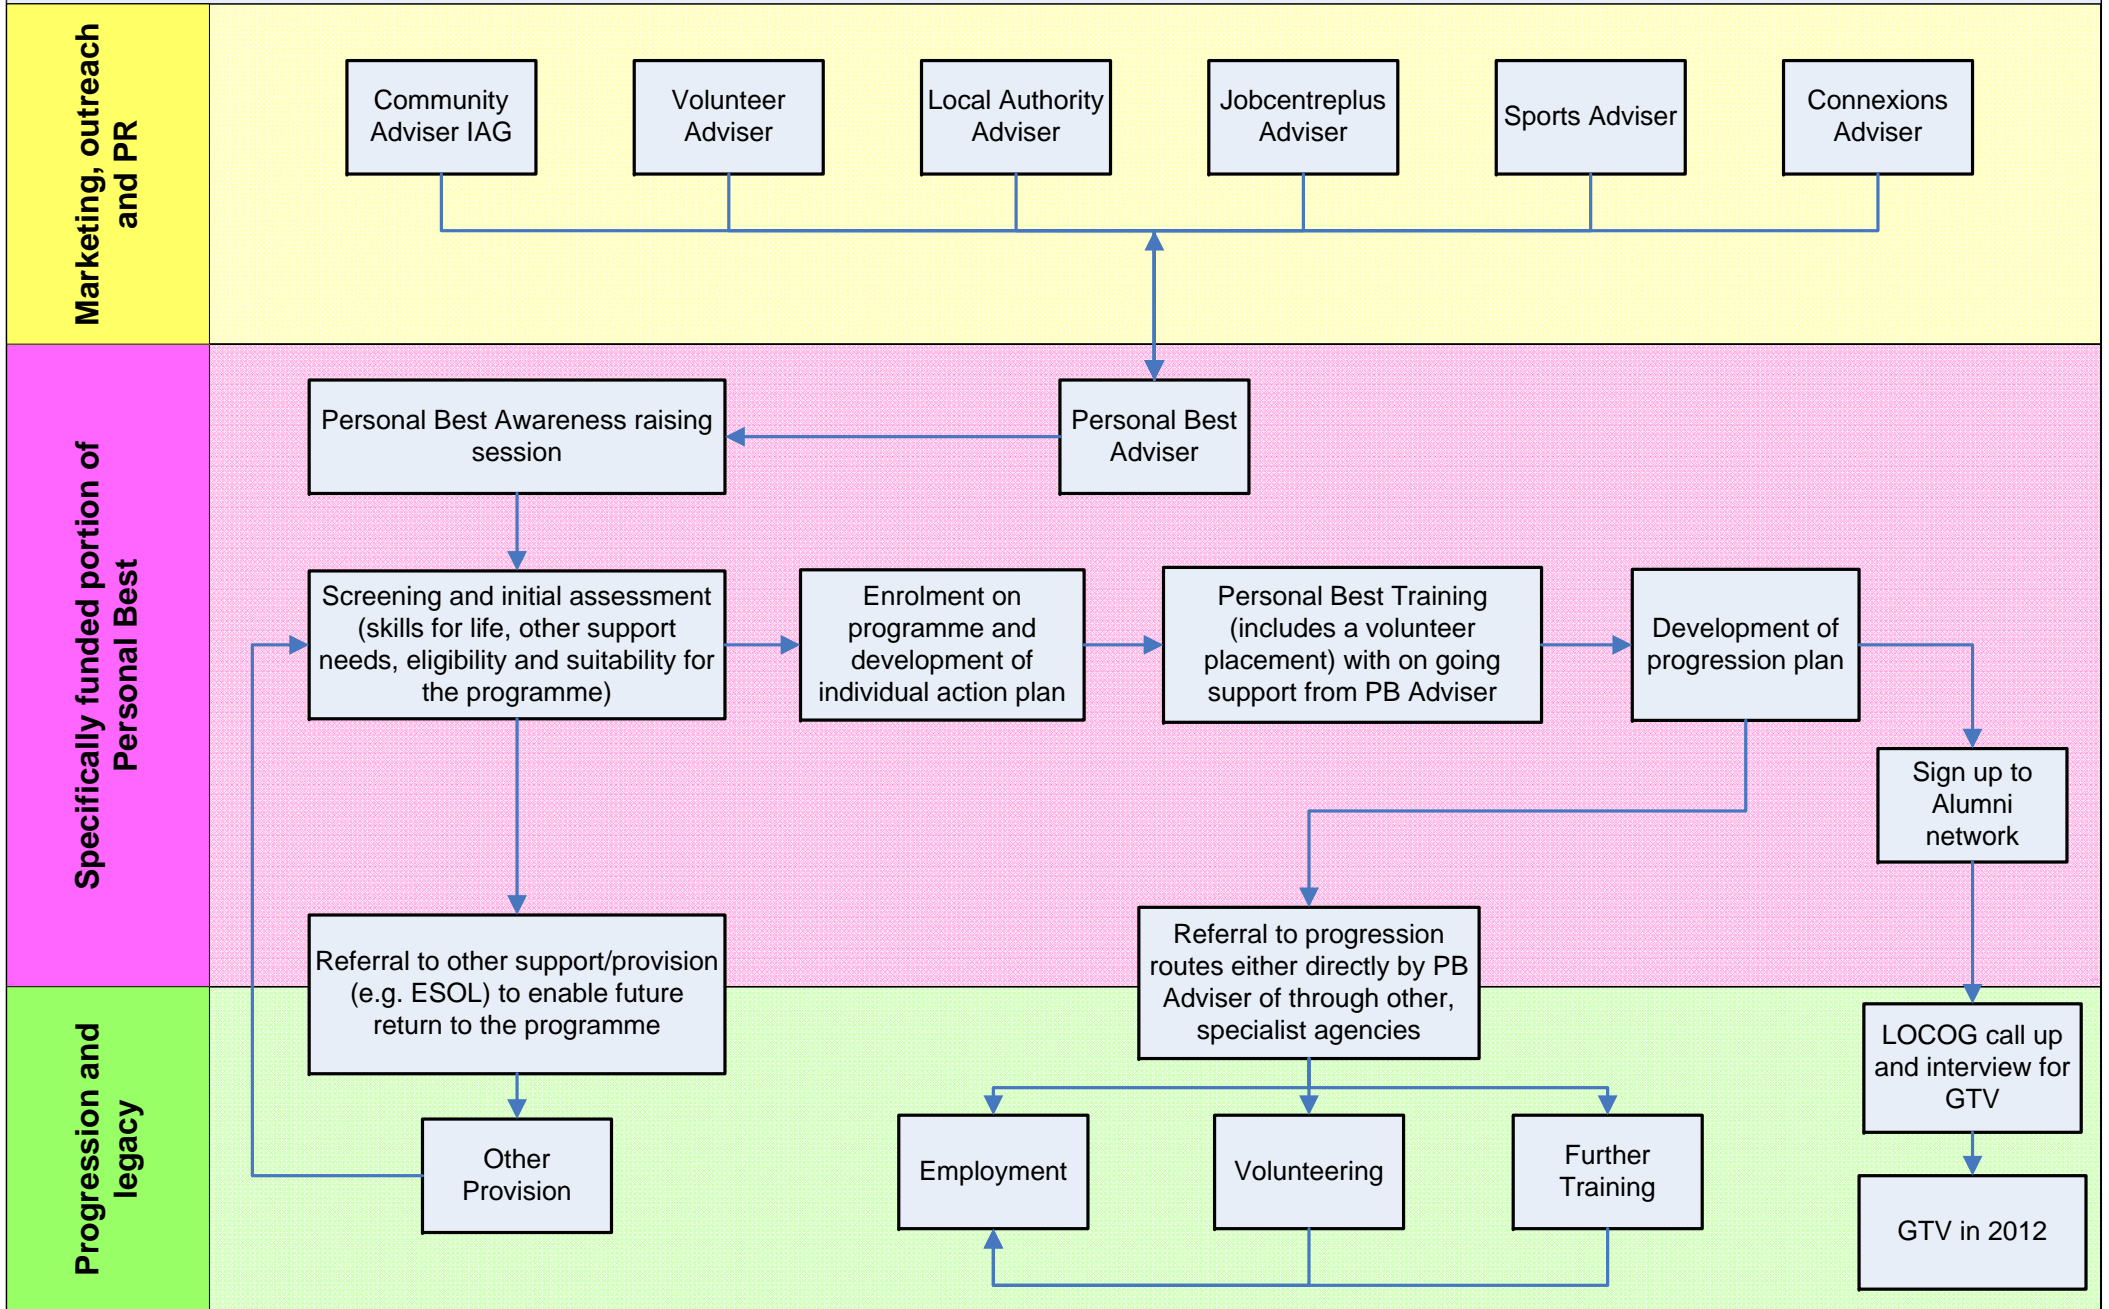 Marketing, outreach
and PR
Community
Adviser IAG
Volunteer
Adviser
Local Authority
Adviser
Jobcentreplus
Adviser
Sports Adviser
Connexions
Adviser
Specifically funded portion of
Personal Best
Personal Best Awareness raising
session
Personal Best
Adviser
Screening and initial assessment
(skills for life, other support
needs, eligibility and suitability for
the programme)
Enrolment on
programme and
development of
individual action plan
Personal Best Training
(includes a volunteer
placement) with on going
support from PB Adviser
Development of
progression plan
Sign up to
Alumni
network
Referral to other support/provision
(e.g. ESOL) to enable future
return to the programme
Referral to progression
routes either directly by PB
Adviser of through other,
specialist agencies
Progression and
legacy
LOCOG call up
and interview for
GTV
Other
Provision
Employment
Volunteering
Further
Training
GTV in 2012